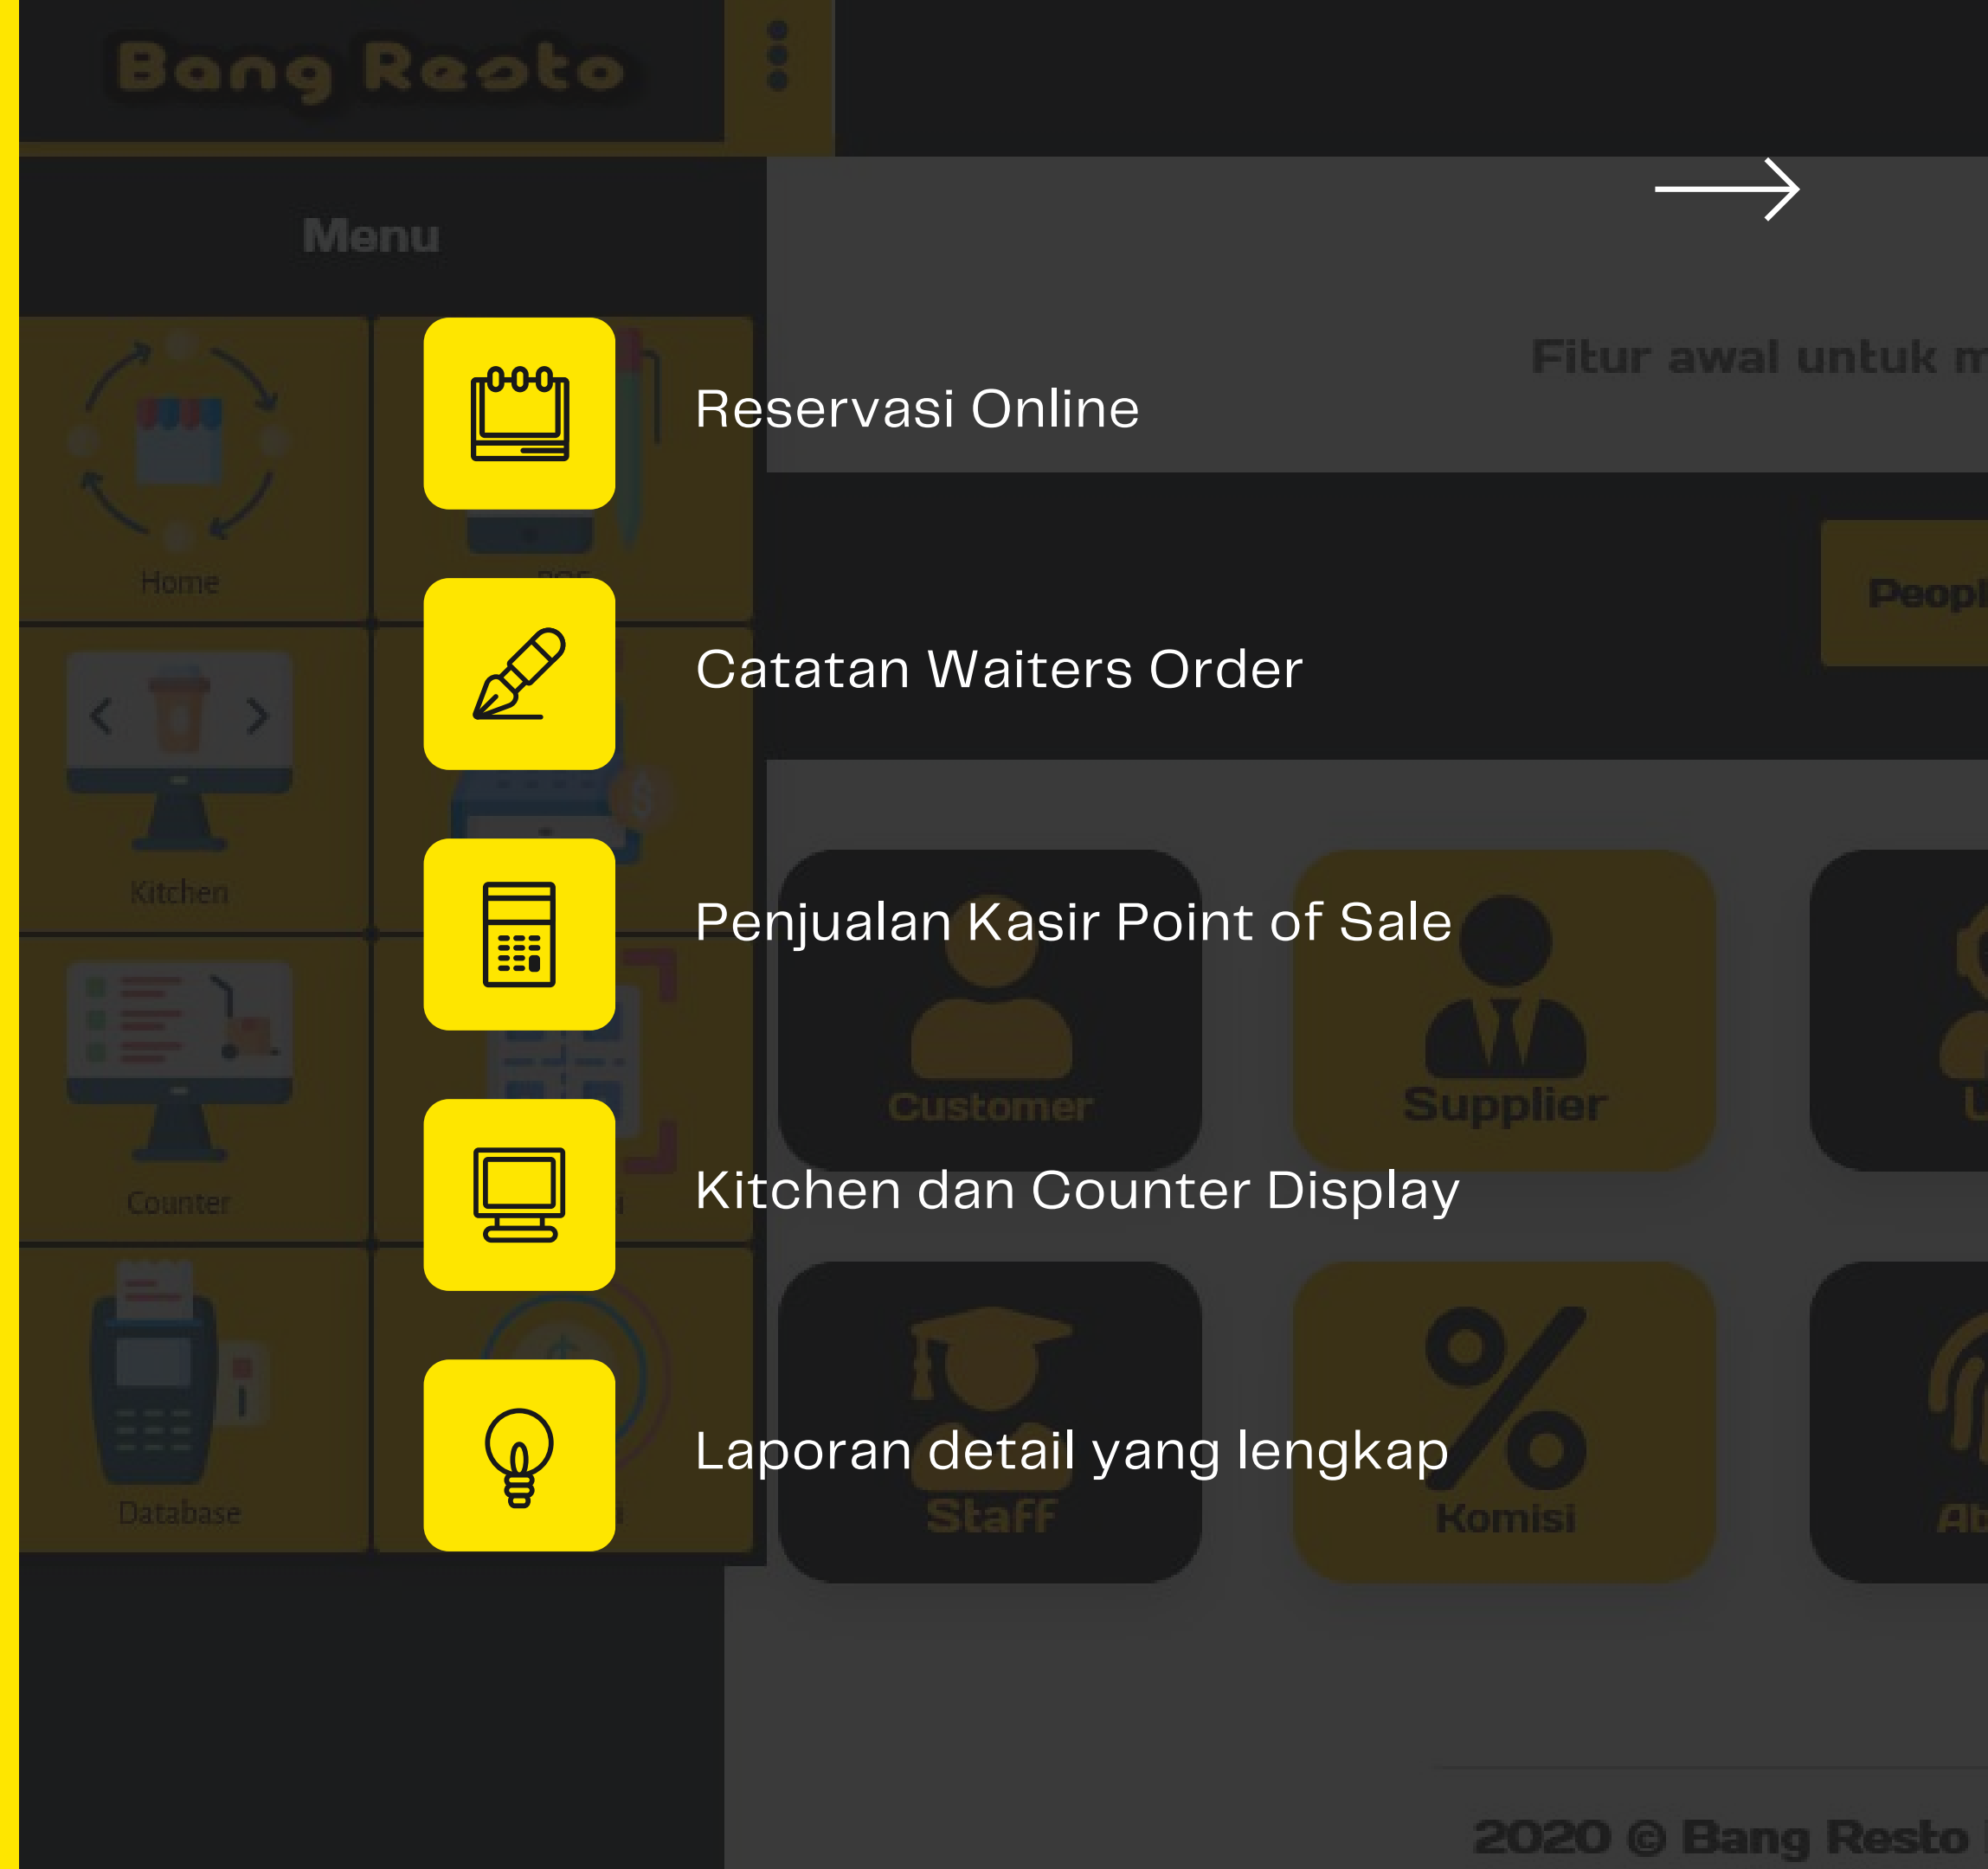 Bang Resto
Menu
Fitur awal untuk
Reservasi Online
Home
Catatan Waiters Order
Kitchen
Penjualan Kasir Point of Sale
Customer
Supplier
Kitchen dan Counter Display
Counter
Laporan detail yang lengkap
Database
Staff
Komisi
2020 © Bang Resto